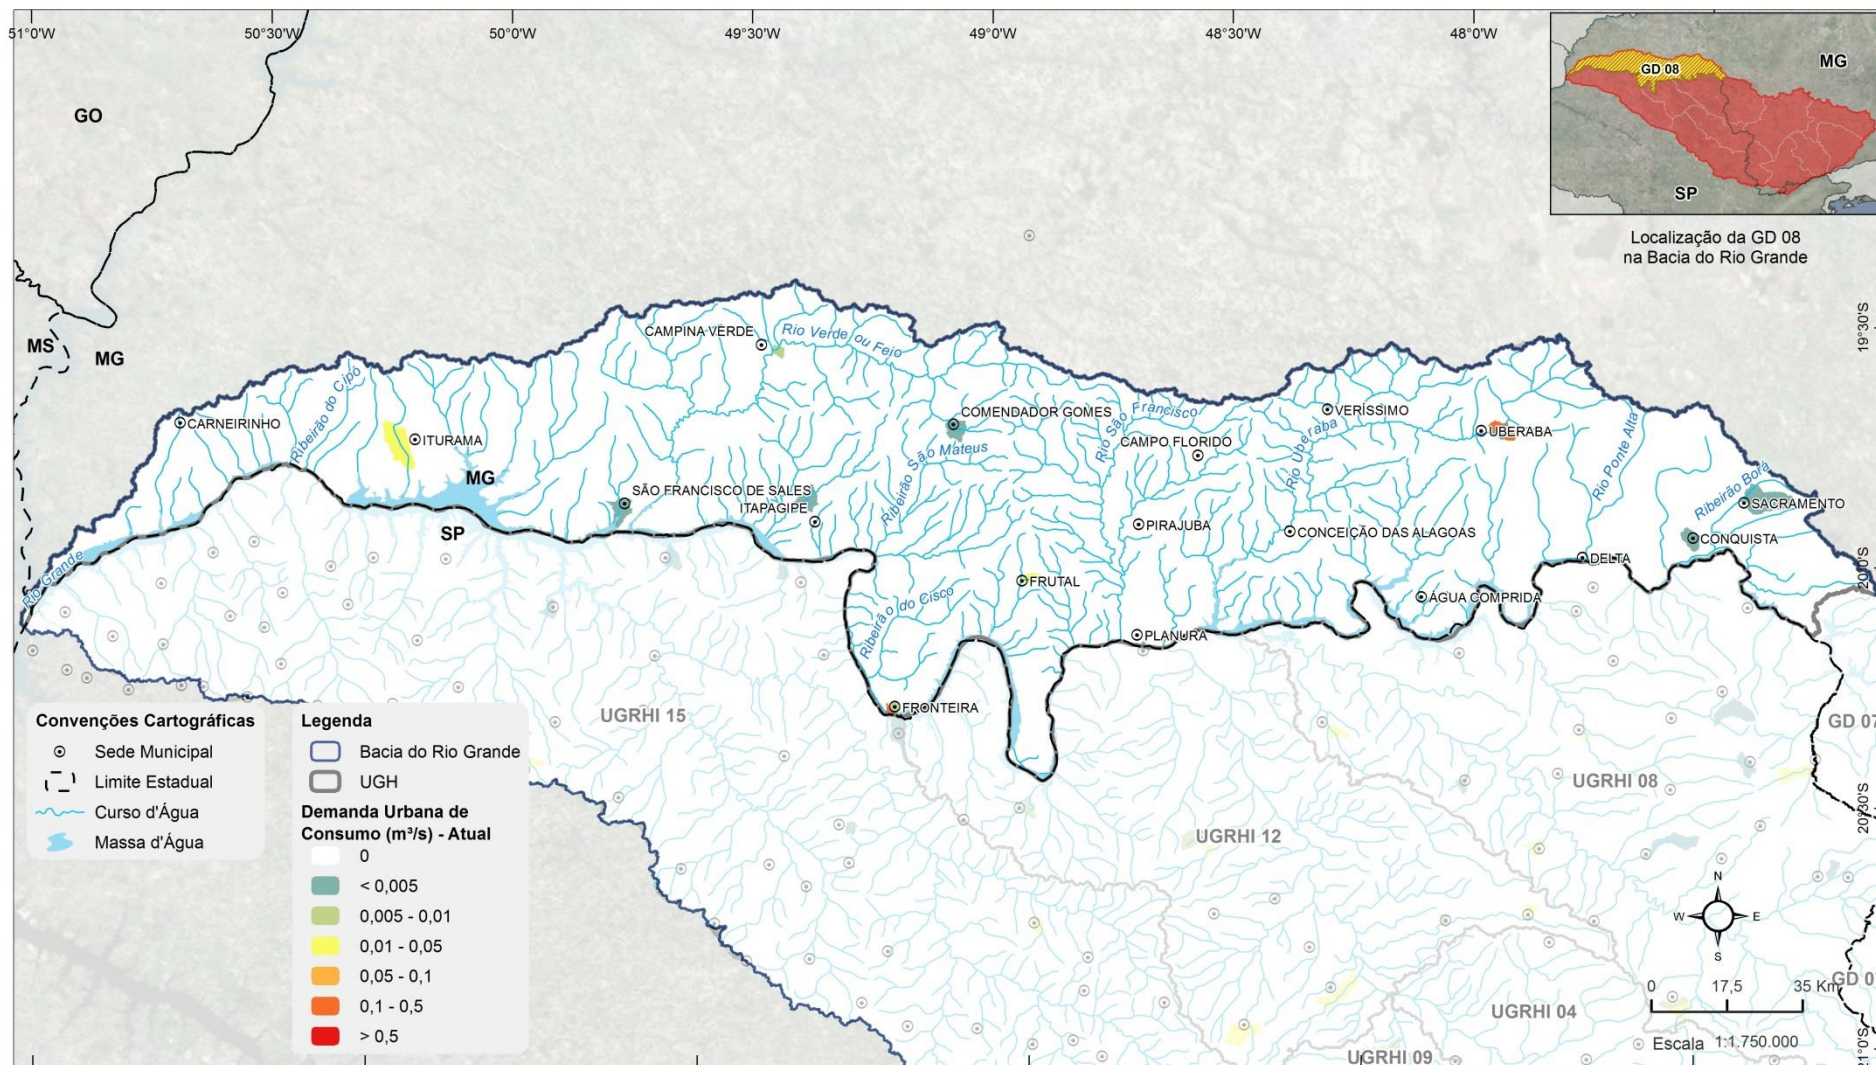 51°0'W
50°30'W
50°0'W
49°30'W
49°0'W
48°30'W
48°0'W
GO
MS
MG
MG
SP
GD 08
MG
SP
Localização da GD 08
na Bacia do Rio Grande
19°30'S
20°0'S
20°30'S
21°0'S
CAMPINA VERDE
Rio Verde ou Feio
Ribeirão do Cipó
CARNEIRINHO
ITURAMA
COMENDADOR GOMES
Rio São Francisco
VERÍSSIMO
CAMPO FLORIDO
Rio Uberaba
UBERABA
Rio Ponte Alta
Ribeirão São Mateus
Ribeirão Borá
SACRAMENTO
SÃO FRANCISCO DE SALES
ITAPAGIPE
PIRAJUBA
CONCEIÇÃO DAS ALAGOAS
CONQUISTA
DELTA
Rio Grande
FRUTAL
ÁGUA COMPRIDA
Ribeirão do Cisco
PLANURA
FRONTEIRA
UGRHI 15
GD 07
UGRHI 08
UGRHI 12
UGRHI 04
UGRHI 09
GD 0
Convenções Cartográficas
Sede Municipal
Limite Estadual
Curso d'Água
Massa d'Água
Legenda
Bacia do Rio Grande
UGH
Demanda Urbana de
Consumo (m³/s) - Atual
0
< 0,005
0,005 - 0,01
0,01 - 0,05
0,05 - 0,1
0,1 - 0,5
> 0,5
N
W
E
S
0 17,5 35 Km
Escala 1:1.750.000